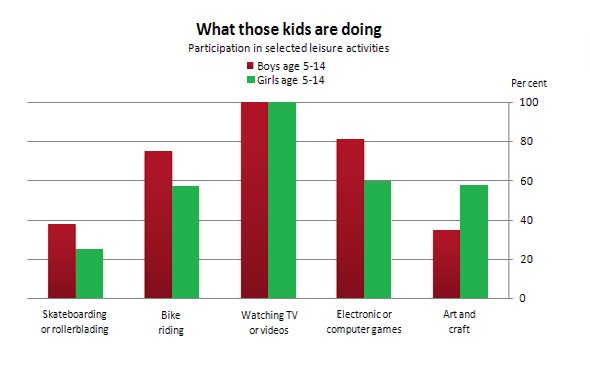 What those kids are doing
Participation in selected leisure activities
Boys age 5-14
Girls age 5-14
Per cent
100
80
60
40
20
0
Skateboarding
or rollerblading
Bike
riding
Watching TV
or videos
Electronic or
computer games
Art and
craft